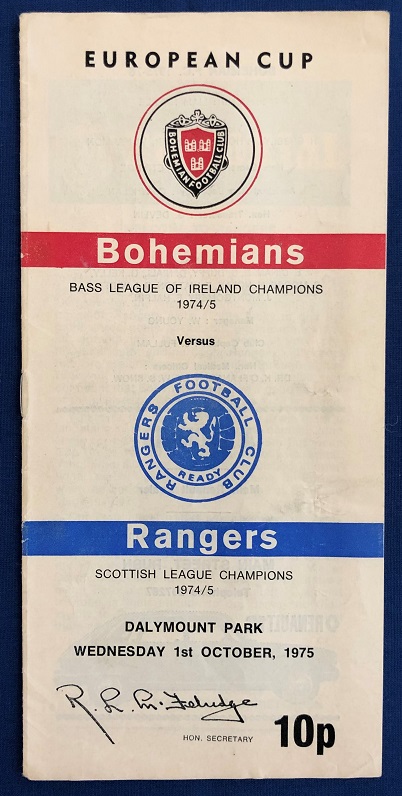 EUROPEAN CUP
BOHEMIAN FOOTBALL CLUB
Bohemians
BASS LEAGUE OF IRELAND CHAMPIONS
1974/5
Versus
RANGERS FOOTBALL CLUB
READY
Rangers
SCOTTISH LEAGUE CHAMPIONS
1974/5
DALYMOUNT PARK
WEDNESDAY 1st OCTOBER, 1975
HON. SECRETARY
10p